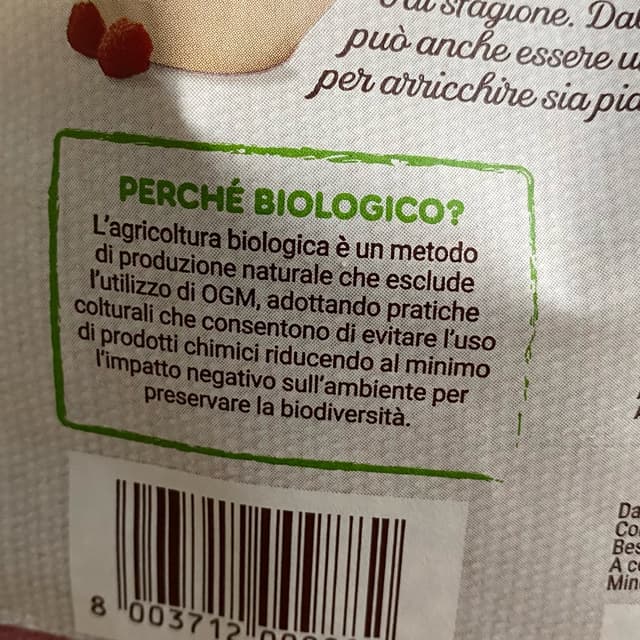 stagione. Da
può anche essere u
per arricchire sia
PERCHÉ BIOLOGICO?
L'agricoltura biologica è un metodo
di produzione naturale che esclude
l'utilizzo di OGM, adottando pratiche
colturali che consentono di evitare l'uso
di prodotti chimici riducendo al minimo
l'impatto negativo sull'ambiente per
preservare la biodiversità.
Da
Co
Bes
A c
Min
8 003712